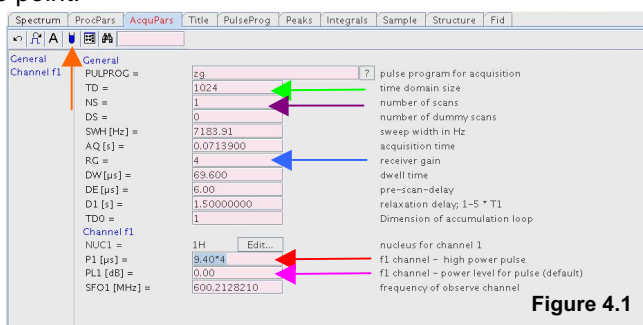 e point.
Spectrum ProcPars AcquPars Title PulseProg Peaks Integrals Sample Structure Fid
A
General General
Channel f1 PULPROG = zg ? pulse program for acquisition
TD = 1024 time domain size
NS = 1 number of scans
DS = 0 number of dummy scans
SWH [Hz] = 7183.91 sweep width in Hz
AQ [s] = 0.0713900 acquisition time
RG = 4 receiver gain
DW [µs] = 69.600 dwell time
DE [µs] = 6.00 pre-scan-delay
D1 [s] = 1.50000000 relaxation delay; 1-5 * T1
TD0 = 1 Dimension of accumulation loop
Channel f1
NUC1 = 1H Edit... nucleus for channel 1
P1 [µs] = 9.40*4 f1 channel - high power pulse
PL1 [dB] = 0.00 f1 channel - power level for pulse (default)
SFO1 [MHz] = 600.2128210 frequency of observe channel
Figure 4.1